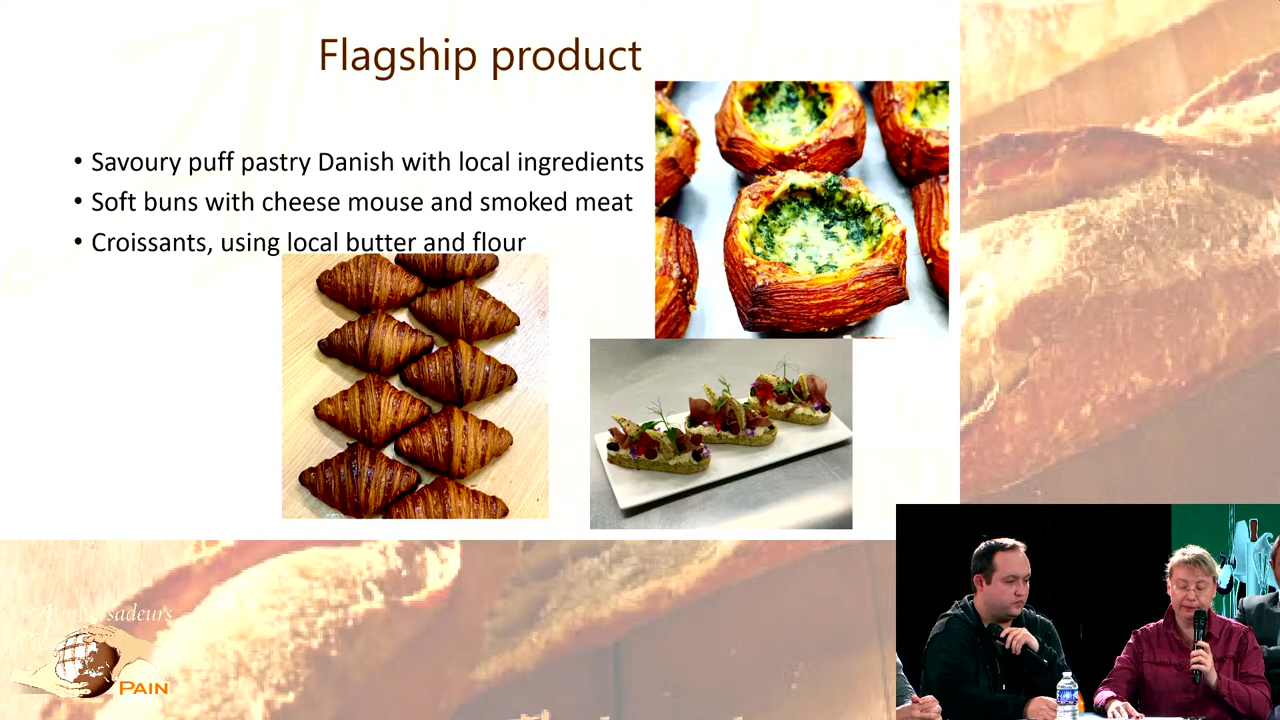 Flagship product
• Savoury puff pastry Danish with local ingredients
• Soft buns with cheese mouse and smoked meat
• Croissants, using local butter and flour
Ambassadeurs
PAIN